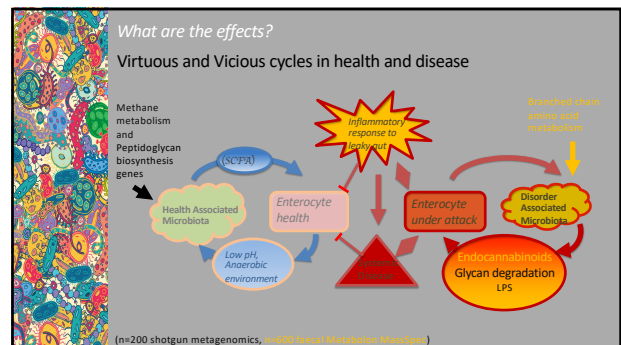 What are the effects?
Virtuous and Vicious cycles in health and disease
Methane
metabolism
and
Peptidoglycan
biosynthesis
genes
(SCFA)
Health Associated
Microbiota
Enterocyte
health
Low pH,
Anaerobic
environment
Inflammatory
response to
leaky gut
Disease
Enterocyte
under attack
Branched chain
amino acid
metabolism
Disorder
Associated
Microbiota
Endocannabinoids
Glycan degradation
LPS
(n=200 shotgun metagenomics, n=600 faecal Metabolon MassSpec)